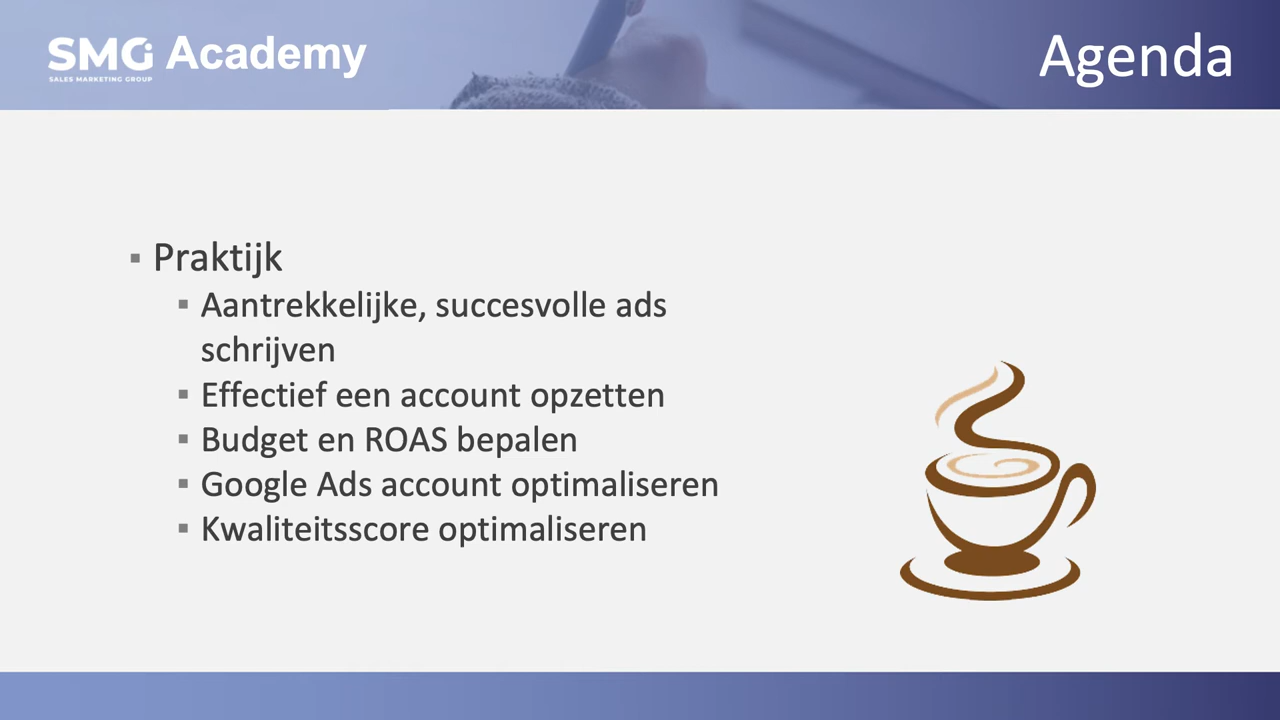 SMG Academy
SALES MARKETING GROUP
Agenda
▪ Praktijk
▪ Aantrekkelijke, succesvolle ads
schrijven
▪ Effectief een account opzetten
▪ Budget en ROAS bepalen
▪ Google Ads account optimaliseren
▪ Kwaliteitsscore optimaliseren